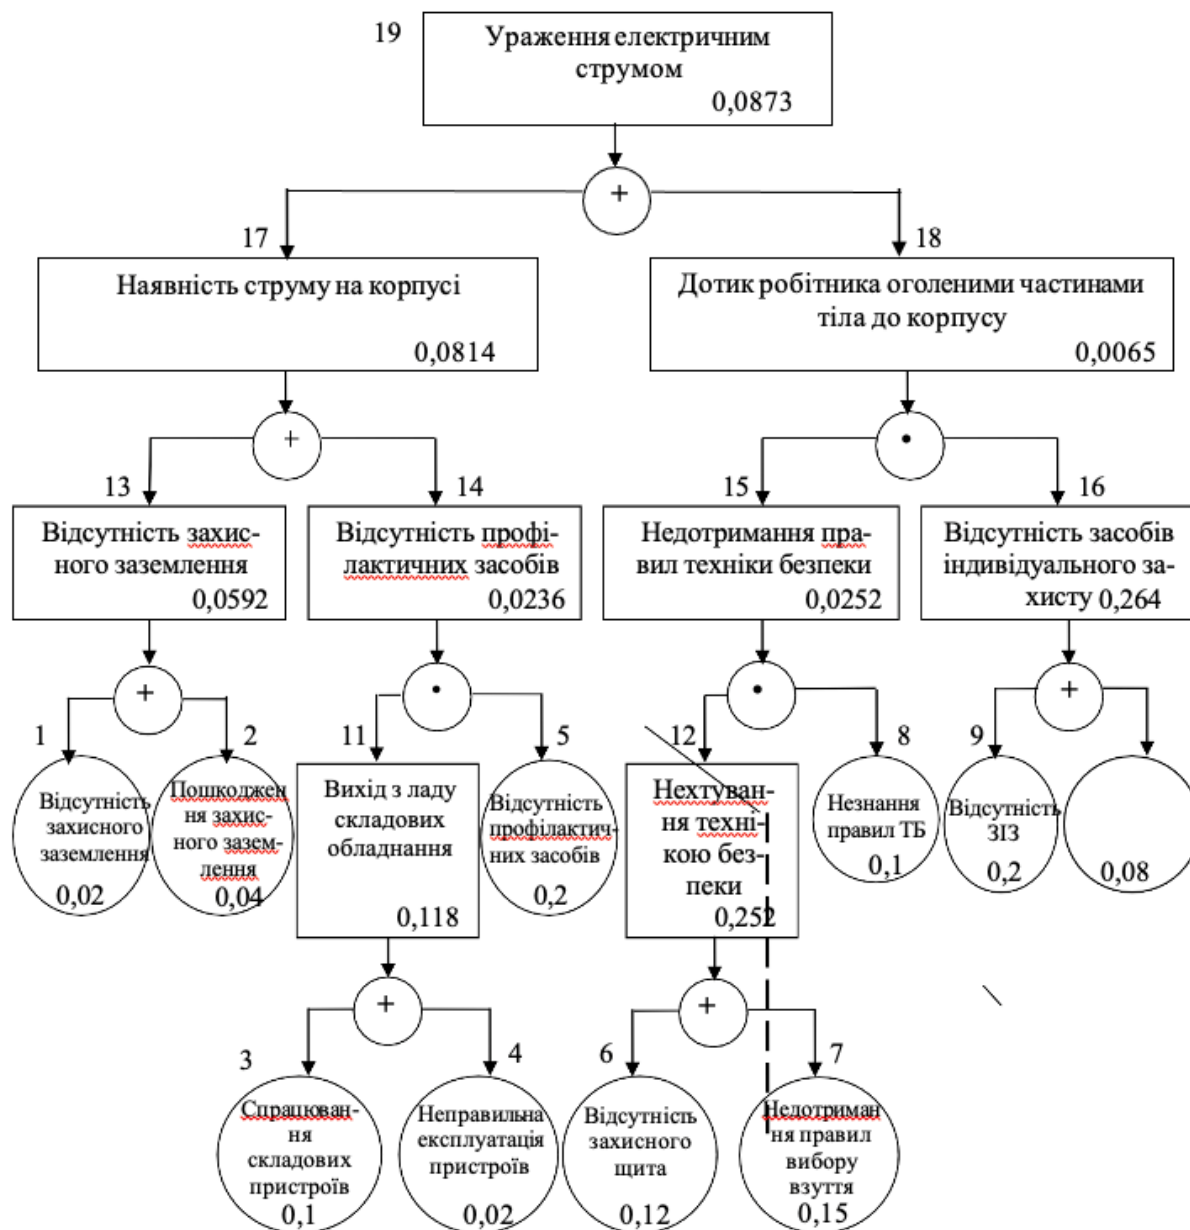 19
Ураження електричним
струмом
0,0873
+
17
18
Наявність струму на корпусі
0,0814
Дотик робітника оголеними частинами
тіла до корпусу
0,0065
+
•
13
14
15
16
Відсутність захис-
ного заземлення
0,0592
Відсутність профі-
лактичних засобів
0,0236
Недотримання пра-
вил техніки безпеки
0,0252
Відсутність засобів
індивідуального за-
хисту 0,264
+
•
•
+
1
2
11
5
12
8
9
Відсутність
захисного
заземлення
0,02
Пошкоджен
ня захис-
ного зазем-
лення
0,04
Вихід з ладу
складових
обладнання
0,118
Відсутність
профілактич-
них засобів
0,2
Нехтуван-
ня техні-
кою без-
пеки
0,252
Незнання
правил ТБ
0,1
Відсутність
ЗІЗ
0,2
0,08
+
+
3
4
6
7
Спрацюван-
ня
складових
пристроїв
0,1
Неправильна
експлуатація
пристроїв
0,02
Відсутність
захисного
щита
0,12
Недотриман
ня правил
вибору
взуття
0,15